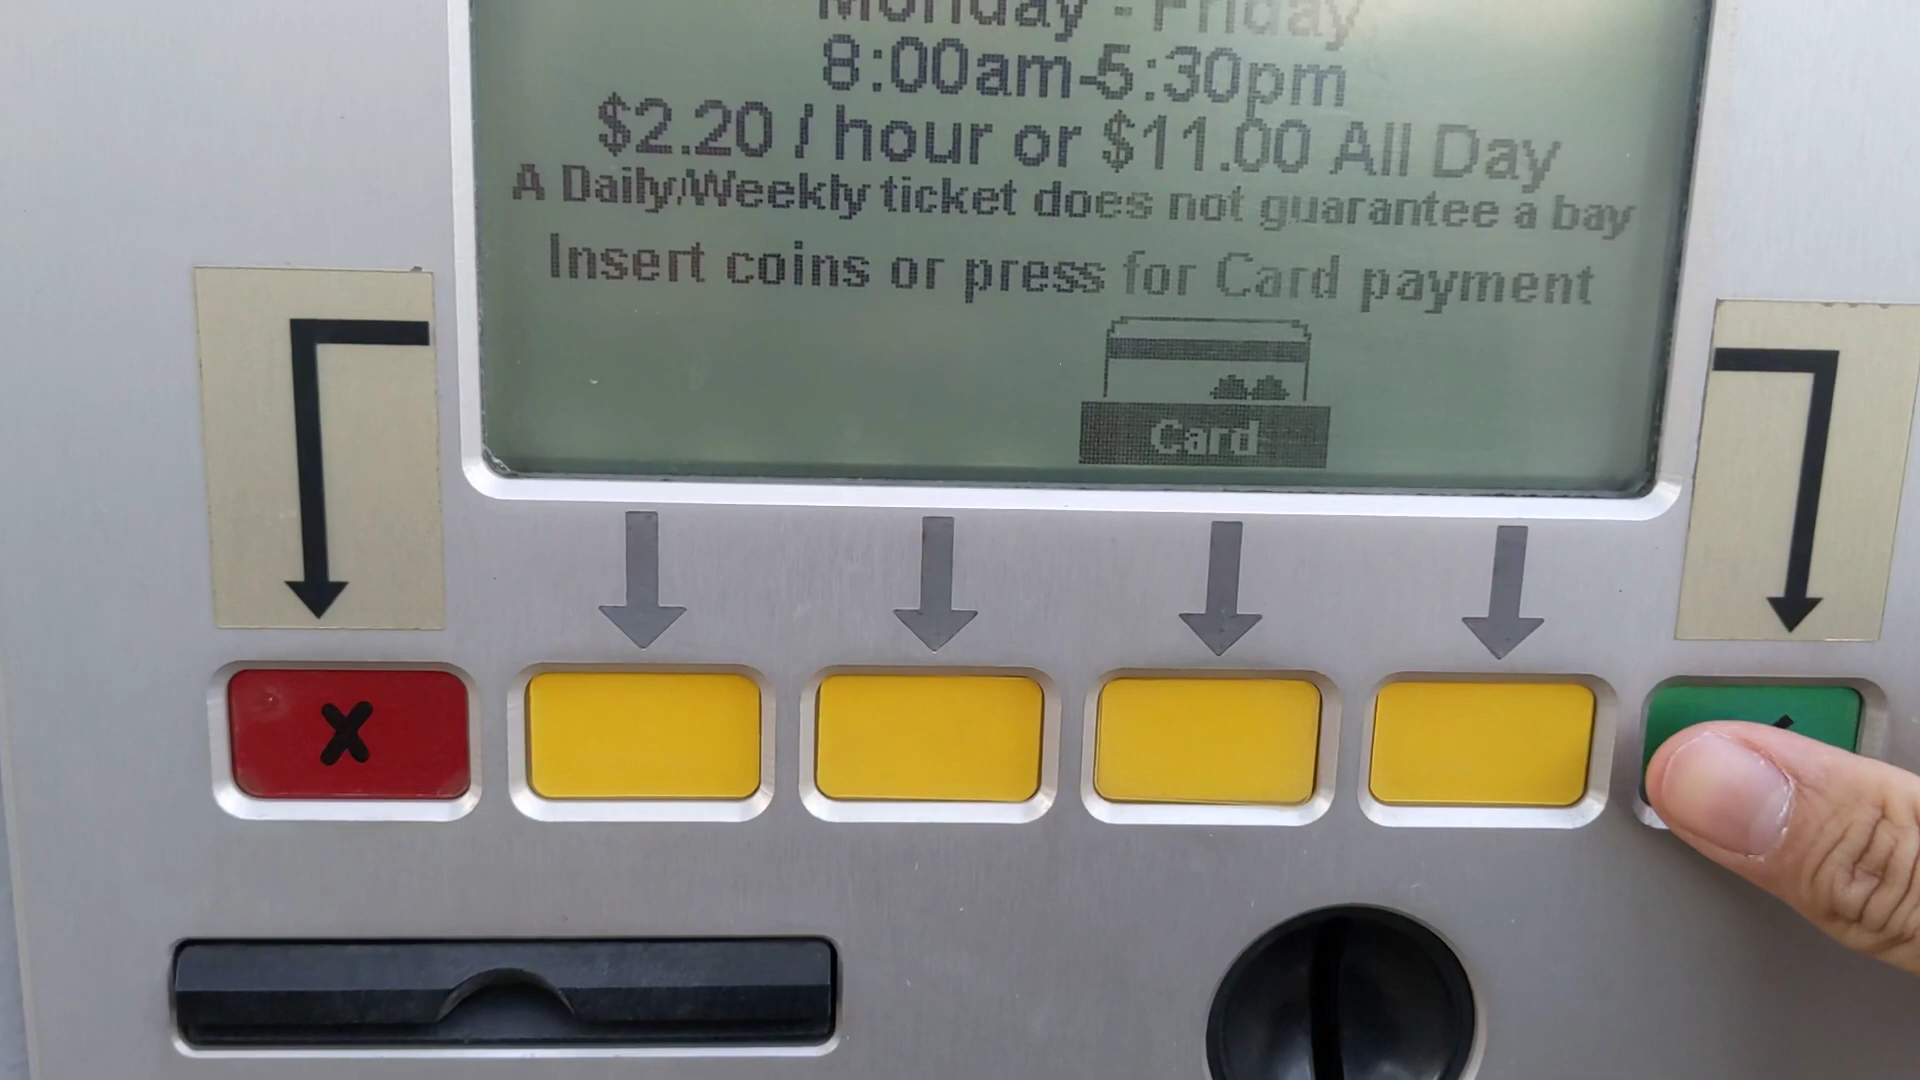 Monday - Friday
8:00am-5:30pm
$2.20 / hour or $11.00 All Day
A Daily/Weekly ticket does not guarantee a bay
Insert coins or press for Card payment
Card
X